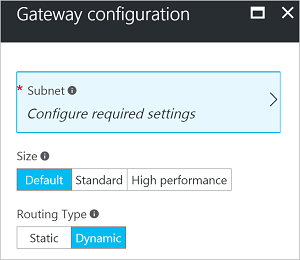 Gateway configuration
* Subnet
Configure required settings
Size
Default Standard High performance
Routing Type
Static Dynamic